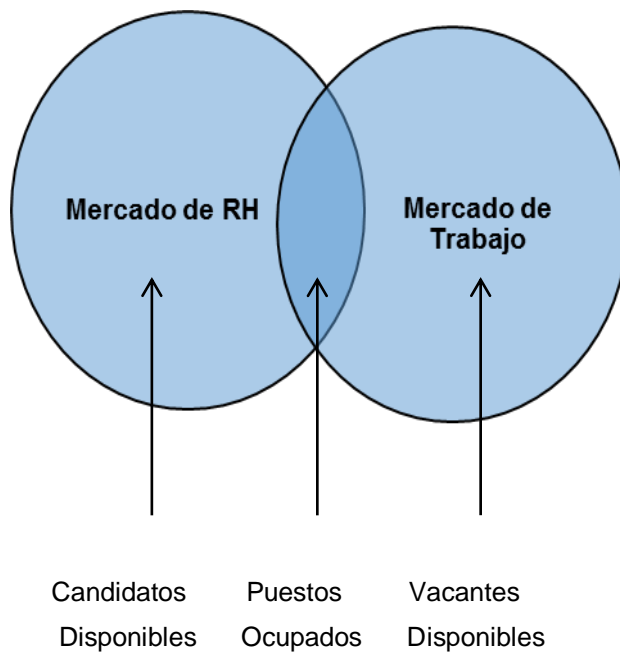 Mercado de RH
Mercado de
Trabajo
Candidatos
Disponibles
Puestos
Ocupados
Vacantes
Disponibles